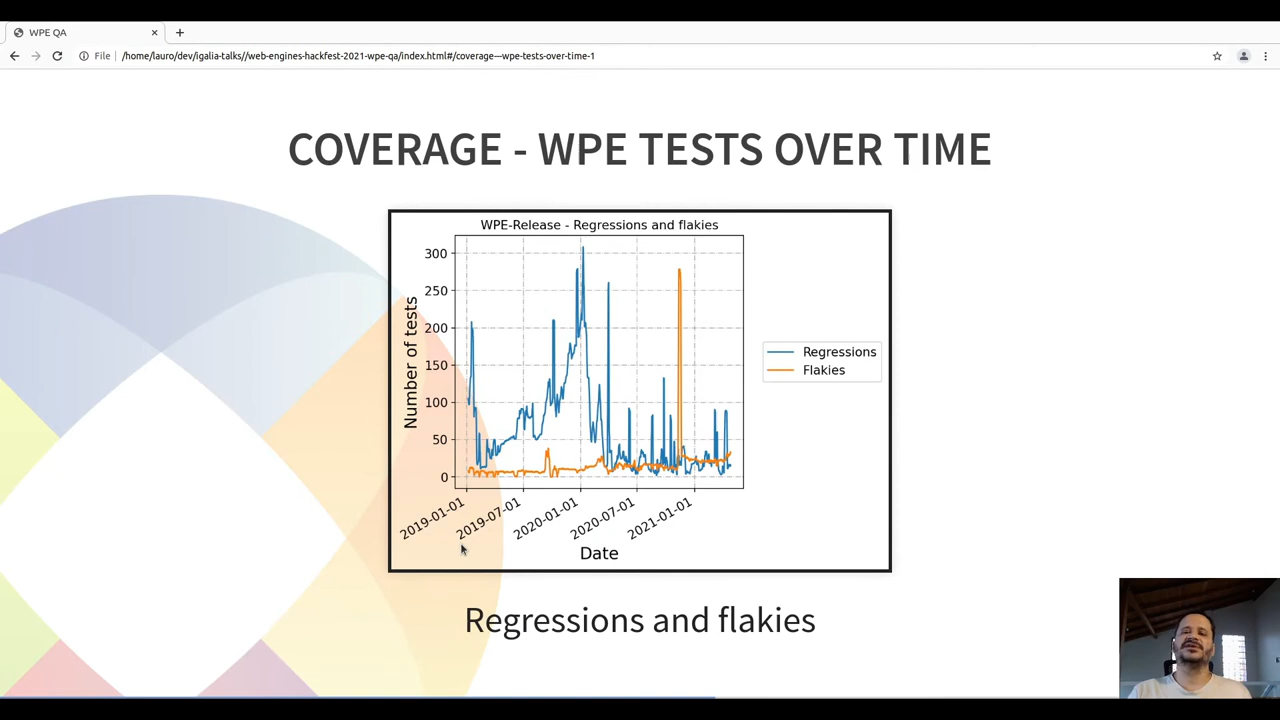 WPE QA
File
/home/lauro/dev/igalia-talks//web-engines-hackfest-2021-wpe-qa/index.html#/coverage---wpe-tests-over-time-1
COVERAGE - WPE TESTS OVER TIME
WPE-Release - Regressions and flakies
Number of tests
300
250
200
150
100
50
0
Regressions
Flakies
2019-01-01
2019-07-01
2020-01-01
2020-07-01
2021-01-01
Date
Regressions and flakies